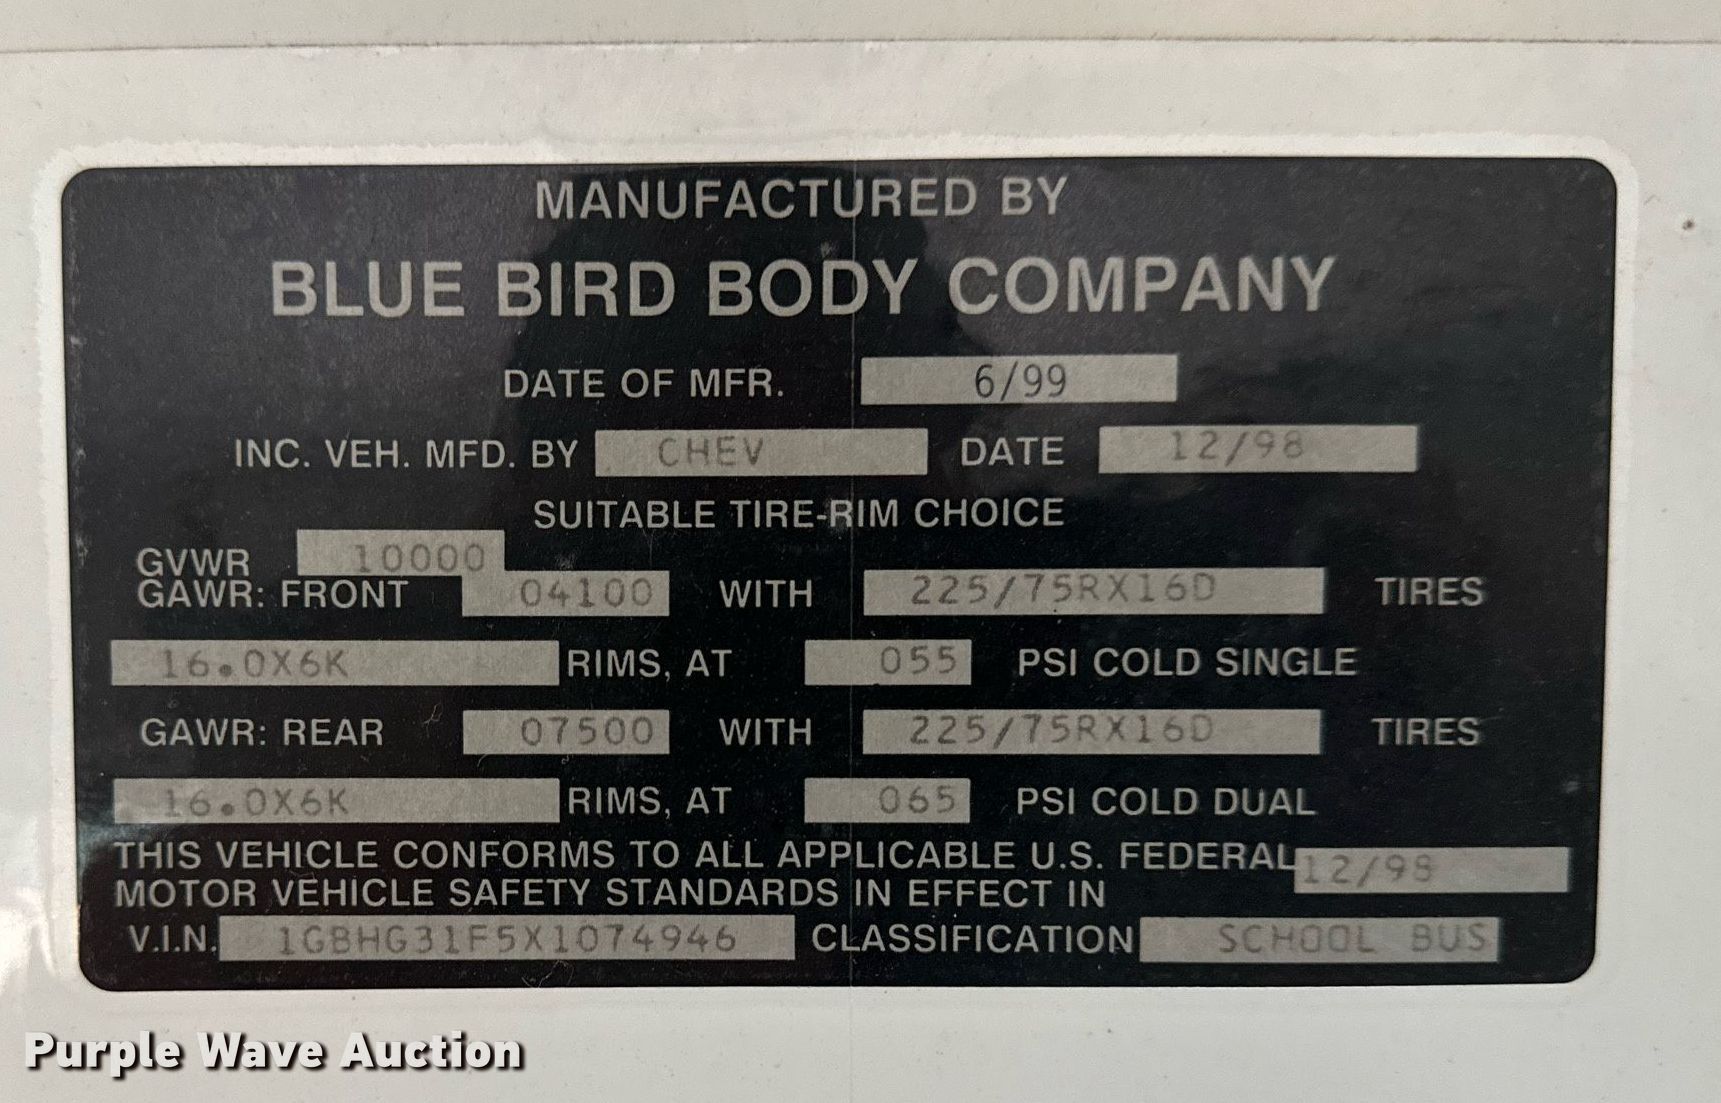 MANUFACTURED BY
BLUE BIRD BODY COMPANY
DATE OF MFR. 6/99
INC. VEH. MFD. BY CHEV DATE 12/98
SUITABLE TIRE-RIM CHOICE
GVWR 10000
GAWR: FRONT 04100 WITH 225/75RX16D TIRES
16.0X6K RIMS, AT 055 PSI COLD SINGLE
GAWR: REAR 07500 WITH 225/75RX16D TIRES
16.0X6K RIMS, AT 065 PSI COLD DUAL
THIS VEHICLE CONFORMS TO ALL APPLICABLE U.S. FEDERAL
MOTOR VEHICLE SAFETY STANDARDS IN EFFECT IN 12/98
V.I.N. 1GBHG31F5X1074946 CLASSIFICATION SCHOOL BUS
Purple Wave Auction